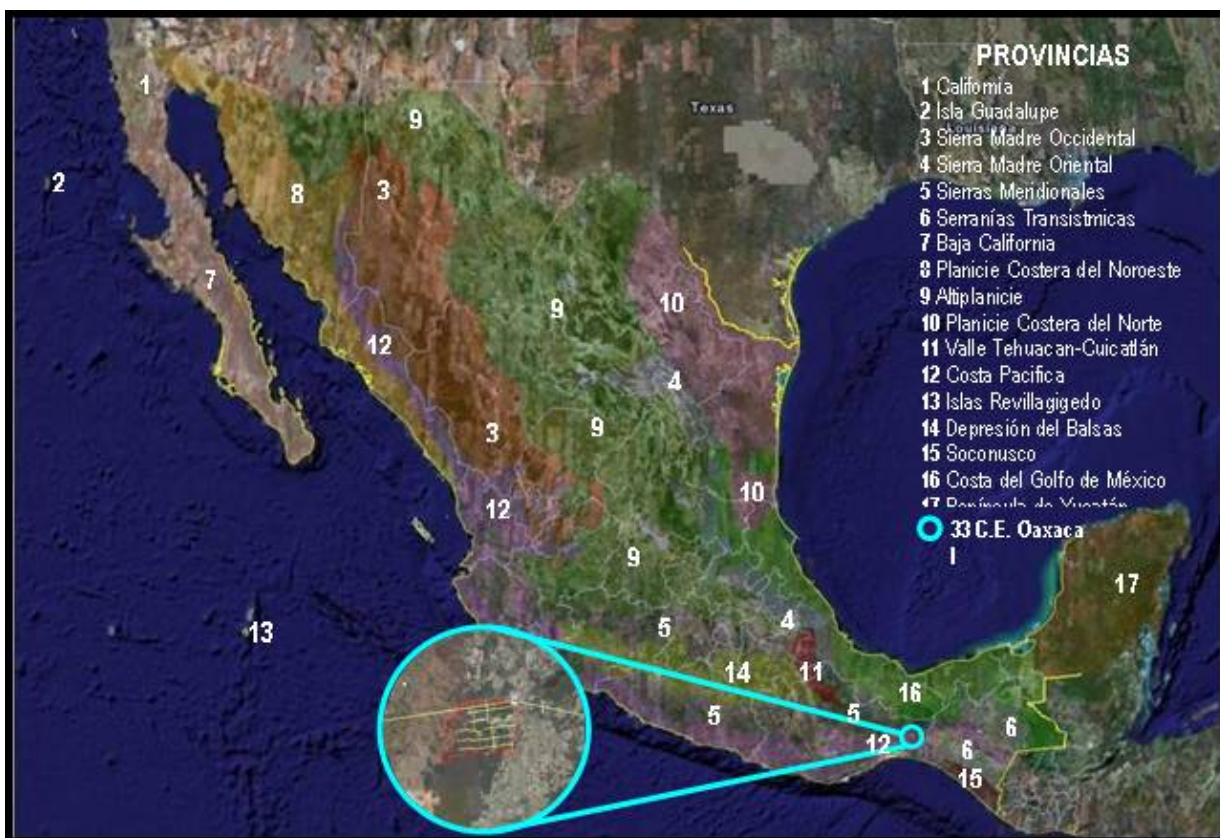 PROVINCIAS
1 California
2 Isla Guadalupe
3 Sierra Madre Occidental
4 Sierra Madre Oriental
5 Sierras Meridionales
6 Serranías Transístmicas
7 Baja California
8 Planicie Costera del Noroeste
9 Altiplanicie
10 Planicie Costera del Norte
11 Valle Tehuacan-Cuicatlán
12 Costa Pacifica
13 Islas Revillagigedo
14 Depresión del Balsas
15 Soconusco
16 Costa del Golfo de México
17 Península de Yucatán
33 C.E. Oaxaca
I
Texas
1
9
2
3
8
7
9
10
12
4
3
9
10
12
9
17
13
4
5
14
11
16
5
5
6
12
6
15